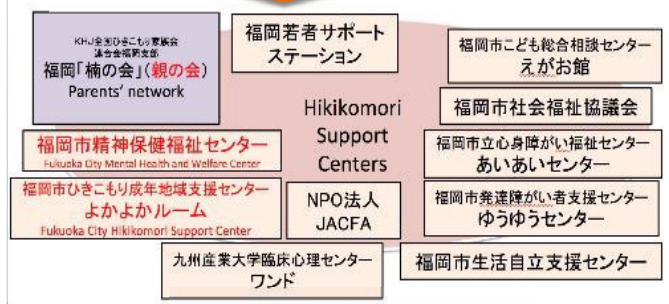 KHJ全国ひきこもり家族会
連合会福岡支部
福岡「楠の会」(親の会)
Parents' network
福岡若者サポート
ステーション
福岡市こども総合相談センター
えがお館
Hikikomori
Support
Centers
福岡市社会福祉協議会
福岡市精神保健福祉センター
Fukuoka City Mental Health and Welfare Center
福岡市立心身障がい福祉センター
あいあいセンター
福岡市ひきこもり成年地域支援センター
よかよかルーム
Fukuoka City Hikikomori Support Center
NPO法人
JACFA
福岡市発達障がい者支援センター
ゆうゆうセンター
九州産業大学臨床心理センター
ワンド
福岡市生活自立支援センター